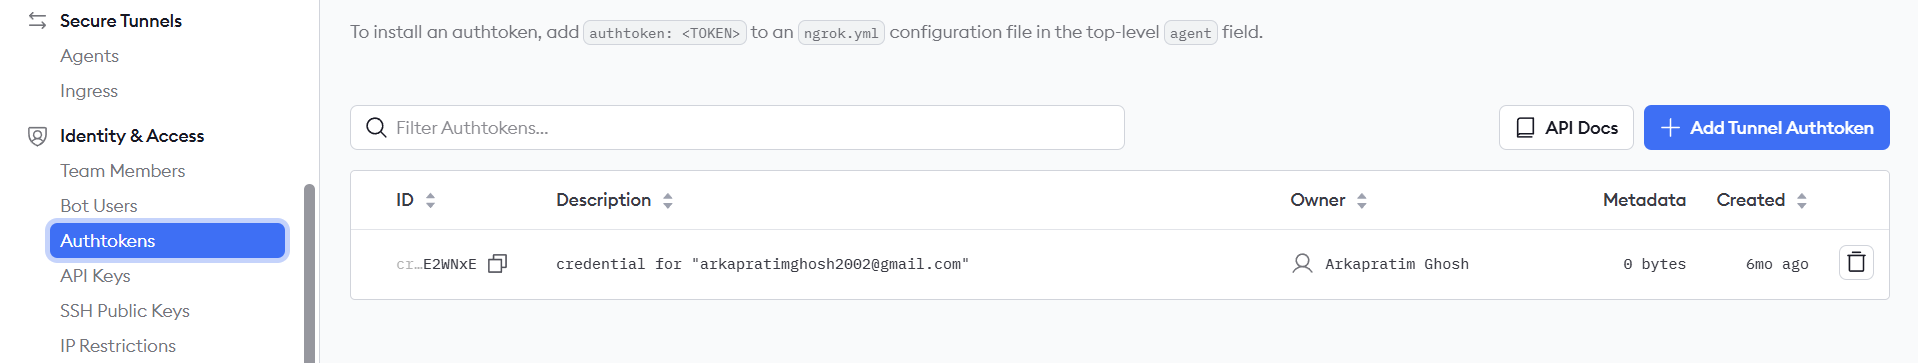 Secure Tunnels
Agents
Ingress
Identity & Access
Team Members
Bot Users
Authtokens
API Keys
SSH Public Keys
IP Restrictions
To install an authtoken, add authtoken: <TOKEN> to an ngrok.yml configuration file in the top-level agent field.
Filter Authtokens...
API Docs
Add Tunnel Authtoken
ID Description Owner Metadata Created
cr…E2WNxE credential for "arkapratimghosh2002@gmail.com" Arkapratim Ghosh 0 bytes 6mo ago